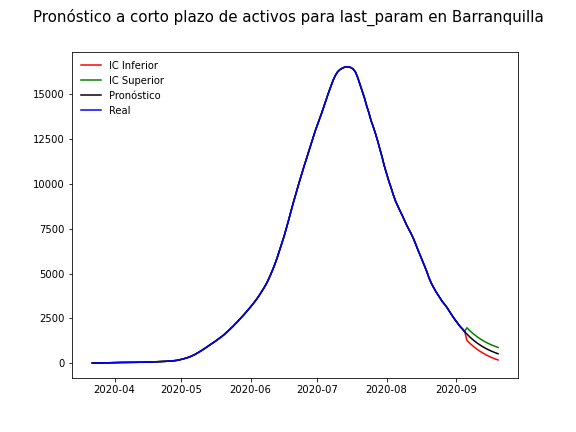 Pronóstico a corto plazo de activos para last_param en Barranquilla
IC Inferior
IC Superior
Pronóstico
Real
15000
12500
10000
7500
5000
2500
0
2020-04 2020-05 2020-06 2020-07 2020-08 2020-09